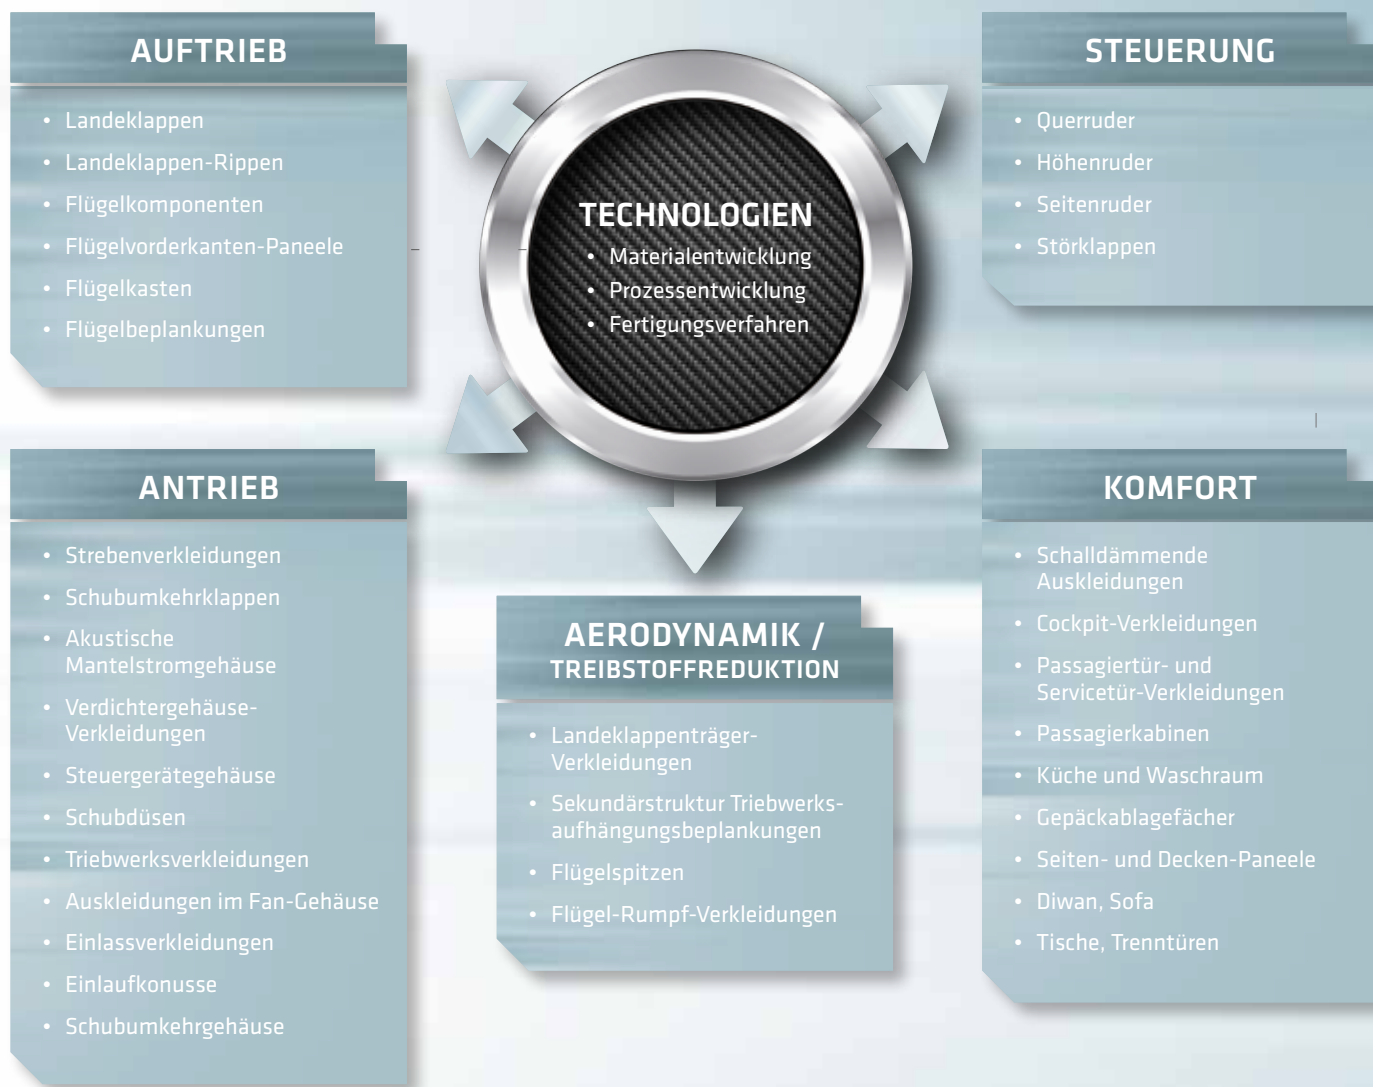 AUFTRIEB
• Landeklappen
• Landeklappen-Rippen
• Flügelkomponenten
• Flügelvorderkanten-Paneele
• Flügelkasten
• Flügelbeplankungen
TECHNOLOGIEN
• Materialentwicklung
• Prozessentwicklung
• Fertigungsverfahren
STEUERUNG
• Querruder
• Höhenruder
• Seitenruder
• Störklappen
ANTRIEB
• Strebenverkleidungen
• Schubumkehrklappen
• Akustische
Mantelstromgehäuse
• Verdichtergehäuse-
Verkleidungen
• Steuergerätegehäuse
• Schubdüsen
• Triebwerksverkleidungen
• Auskleidungen im Fan-Gehäuse
• Einlassverkleidungen
• Einlaufkonusse
• Schubumkehrgehäuse
AERODYNAMIK /
TREIBSTOFFREDUKTION
• Landeklappenträger-
Verkleidungen
• Sekundärstruktur Triebwerks-
aufhängungsbeplankungen
• Flügelspitzen
• Flügel-Rumpf-Verkleidungen
KOMFORT
• Schalldämmende
Auskleidungen
• Cockpit-Verkleidungen
• Passagiertür- und
Servicetür-Verkleidungen
• Passagierkabinen
• Küche und Waschraum
• Gepäckablagefächer
• Seiten- und Decken-Paneele
• Diwan, Sofa
• Tische, Trenntüren